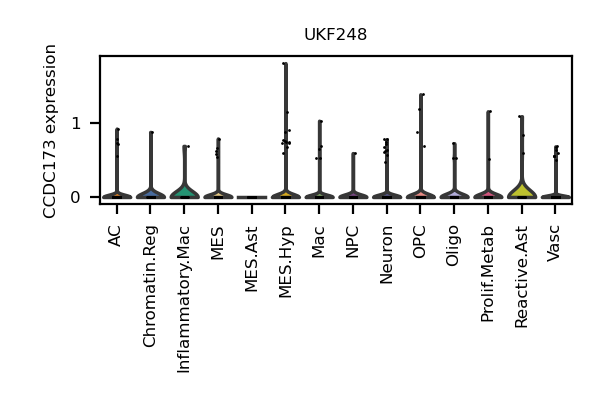 UKF248
CCDC173 expression
1
0
AC
Chromatin.Reg
Inflammatory.Mac
MES
MES.Ast
MES.Hyp
Mac
NPC
Neuron
OPC
Oligo
Prolif.Metab
Reactive.Ast
Vasc